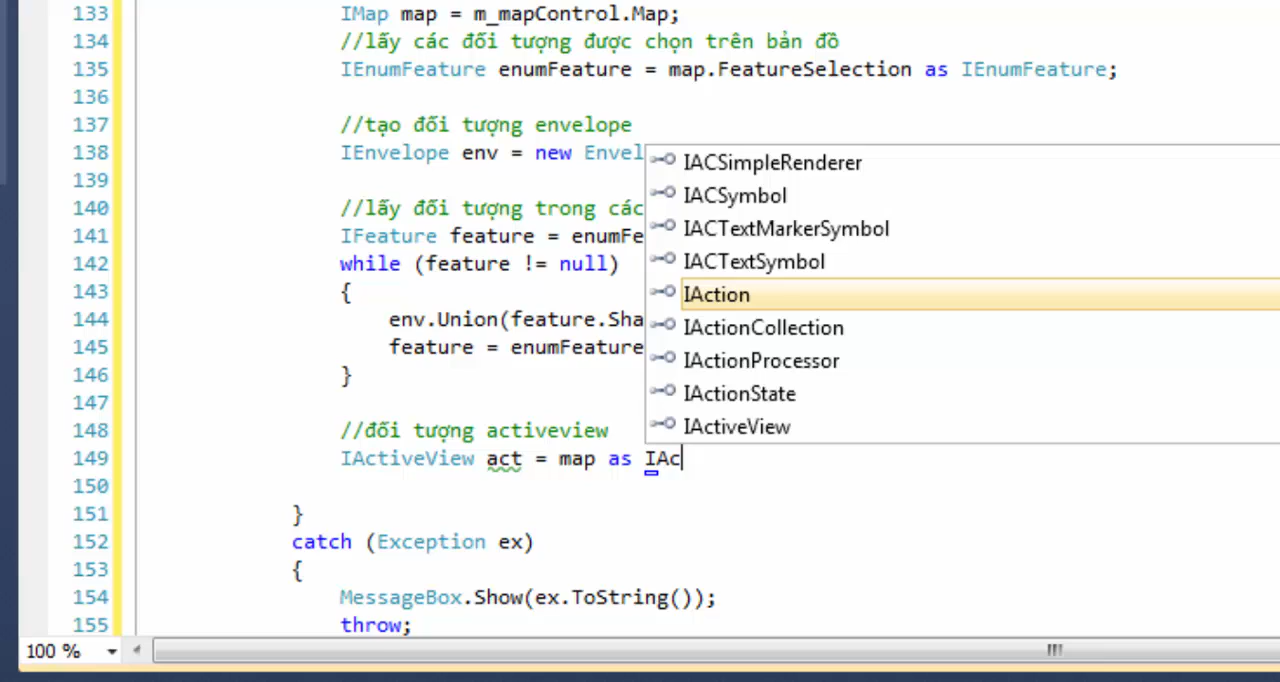 133 IMap map = m_mapControl.Map;
134 //lấy các đối tượng được chọn trên bản đồ
135 IEnumFeature enumFeature = map.FeatureSelection as IEnumFeature;
136
137 //tạo đối tượng envelope
138 IEnvelope env = new Envel
139
140 //lấy đối tượng trong các
141 IFeature feature = enumFe
142 while (feature != null)
143 {
144 env.Union(feature.Sha
145 feature = enumFeature
146 }
147
148 //đối tượng activeview
149 IActiveView act = map as IAc
150
151 }
152 catch (Exception ex)
153 {
154 MessageBox.Show(ex.ToString());
155 throw;
IACSimpleRenderer
IACSymbol
IACTextMarkerSymbol
IACTextSymbol
IAction
IActionCollection
IActionProcessor
IActionState
IActiveView
100 %